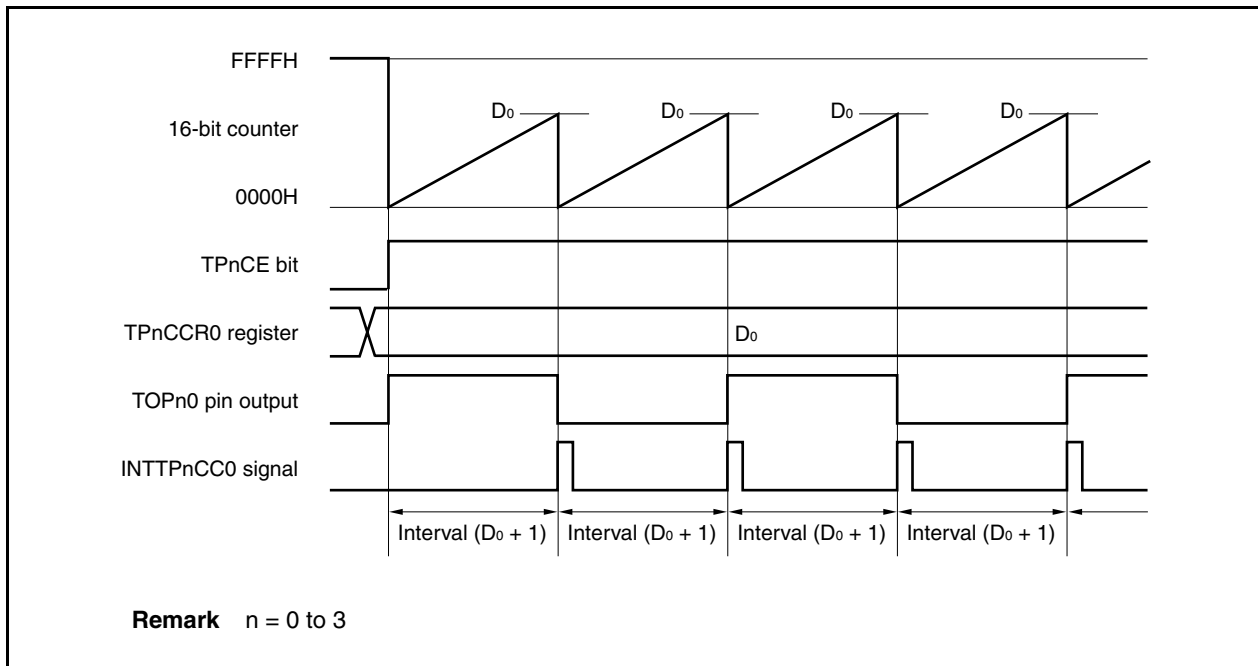 FFFFH
D0 D0 D0 D0
16-bit counter
0000H
TPnCE bit
TPnCCR0 register D0
TOPn0 pin output
INTTPnCC0 signal
Interval (D0 + 1) Interval (D0 + 1) Interval (D0 + 1) Interval (D0 + 1)
Remark n = 0 to 3